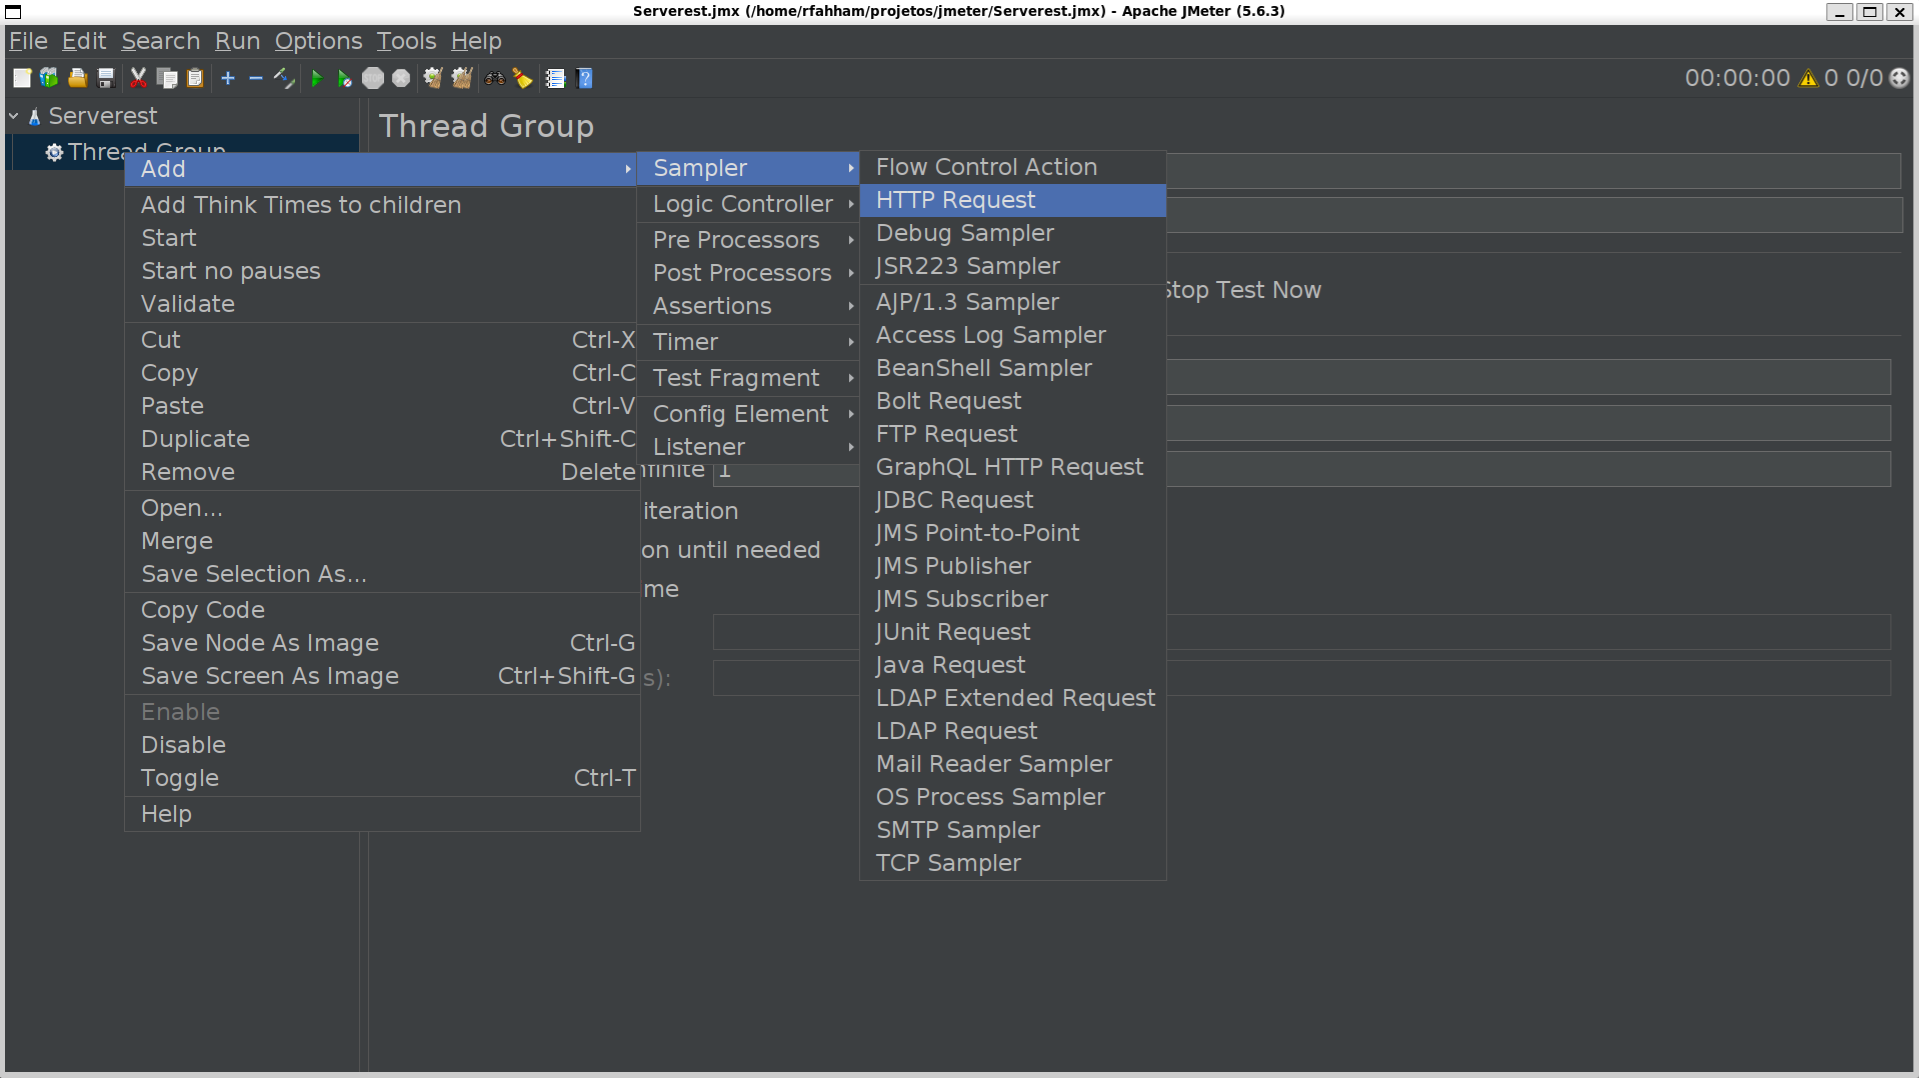 Serverest.jmx (/home/rfahham/projetos/jmeter/Serverest.jmx) - Apache JMeter (5.6.3)
File Edit Search Run Options Tools Help
00:00:00 0 0/0
Serverest
Thread Group
Thread Group
Add
Add Think Times to children
Start
Start no pauses
Validate
Cut Ctrl-X
Copy Ctrl-C
Paste Ctrl-V
Duplicate Ctrl+Shift-C
Remove Delete
Open...
Merge
Save Selection As...
Copy Code
Save Node As Image Ctrl-G
Save Screen As Image Ctrl+Shift-G
Enable
Disable
Toggle Ctrl-T
Help
Sampler
Logic Controller
Pre Processors
Post Processors
Assertions
Timer
Test Fragment
Config Element
Listener
nfinite 1
iteration
on until needed
me
s):
Flow Control Action
HTTP Request
Debug Sampler
JSR223 Sampler
AJP/1.3 Sampler
Access Log Sampler
BeanShell Sampler
Bolt Request
FTP Request
GraphQL HTTP Request
JDBC Request
JMS Point-to-Point
JMS Publisher
JMS Subscriber
JUnit Request
Java Request
LDAP Extended Request
LDAP Request
Mail Reader Sampler
OS Process Sampler
SMTP Sampler
TCP Sampler
Stop Test Now